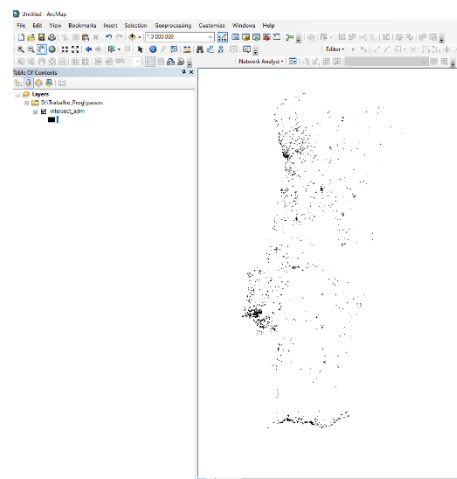 Untitled - ArcMap
File Edit View Bookmarks Insert Selection Geoprocessing Customize Windows Help
1:3 000 000
Editor
Network Analyst
Table Of Contents
Layers
D:\Trabalho_Prog\passos
intersect_adm